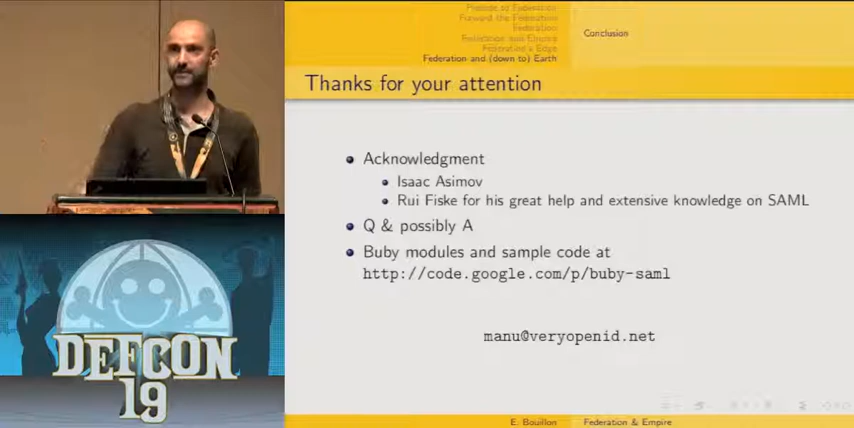 Prelude to Federation
Forward the Federation
Federation
Federation and Empire
Federation's Edge
Federation and (down to) Earth
Conclusion
Thanks for your attention
Acknowledgment
Isaac Asimov
Rui Fiske for his great help and extensive knowledge on SAML
Q & possibly A
Buby modules and sample code at
http://code.google.com/p/buby-saml
manu@veryopenid.net
E. Bouillon
Federation & Empire
DEFCON
19